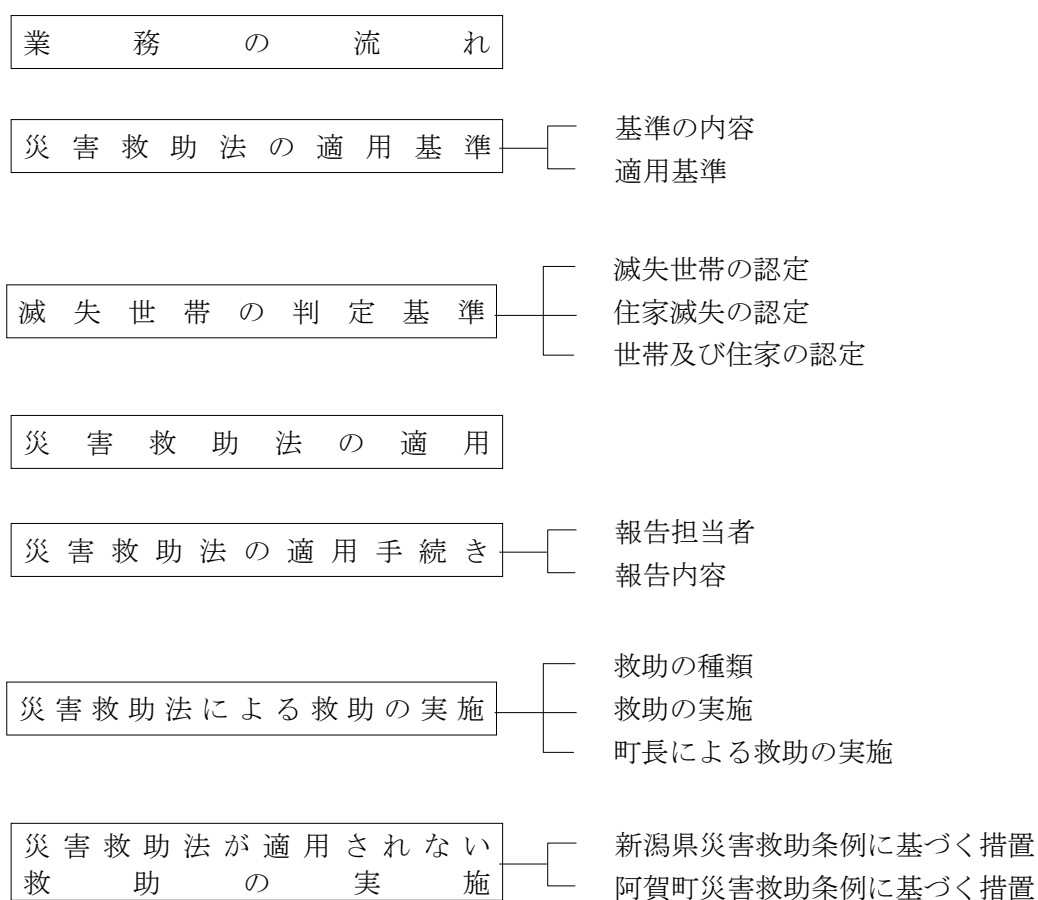 業務の流れ
災害救助法の適用基準
基準の内容
適用基準
滅失世帯の判定基準
滅失世帯の認定
住家滅失の認定
世帯及び住家の認定
災害救助法の適用
災害救助法の適用手続き
報告担当者
報告内容
災害救助法による救助の実施
救助の種類
救助の実施
町長による救助の実施
災害救助法が適用されない
救助の実施
新潟県災害救助条例に基づく措置
阿賀町災害救助条例に基づく措置